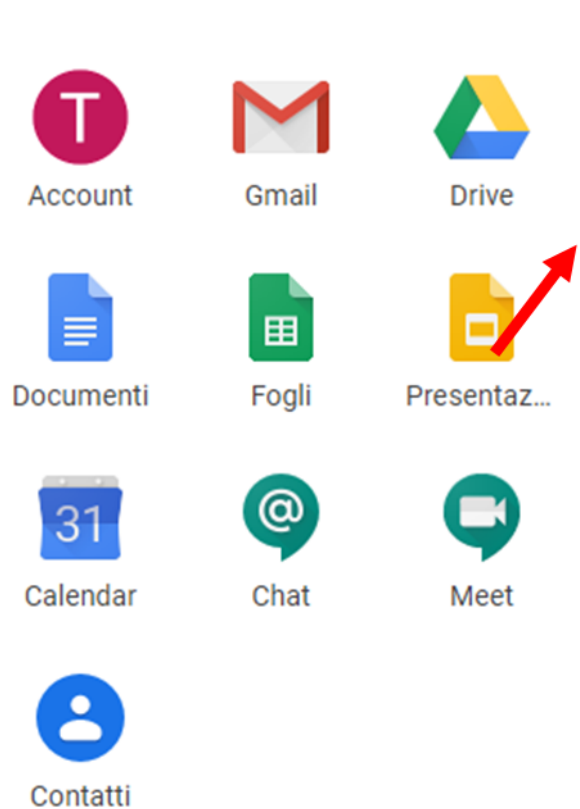 T
Account
Gmail
Drive
Documenti
Fogli
Presentaz...
31
Calendar
@
Chat
Meet
Contatti